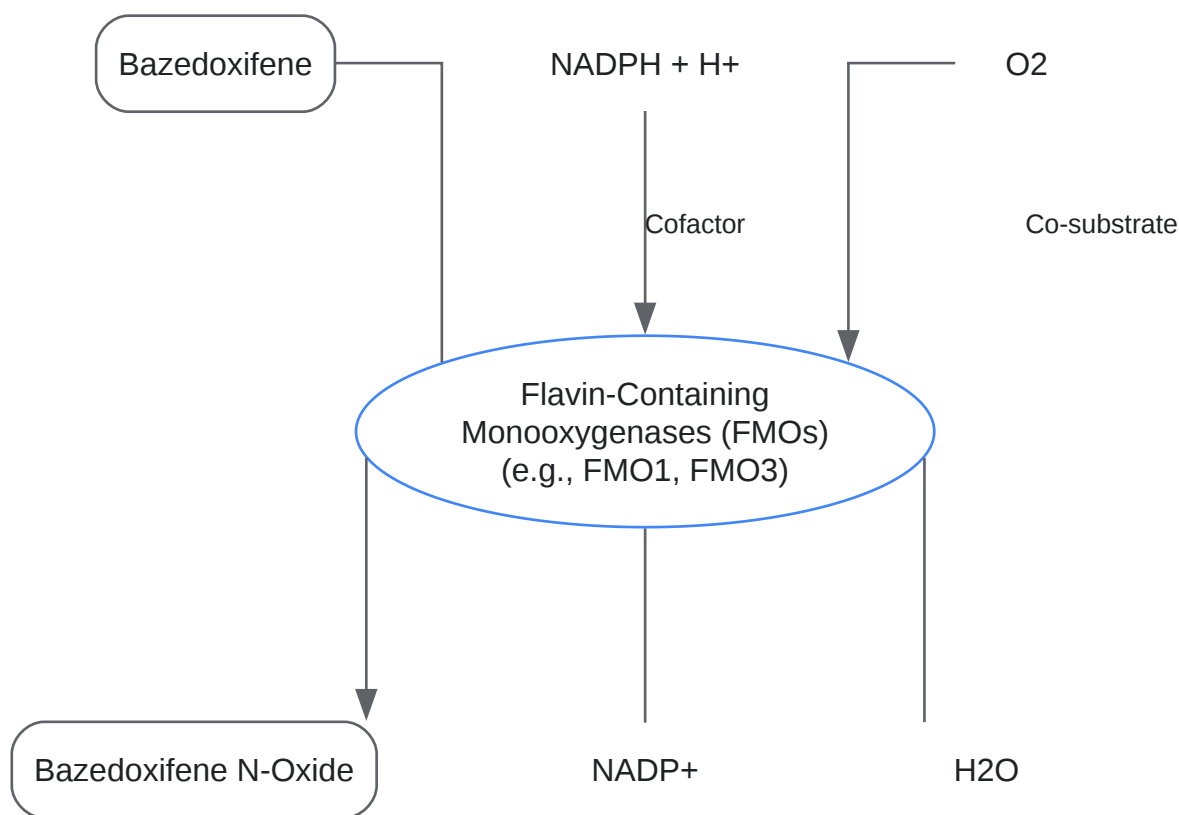 Bazedoxifene
NADPH + H+
O2
Cofactor
Co-substrate
Flavin-Containing
Monooxygenases (FMOs)
(e.g., FMO1, FMO3)
Bazedoxifene N-Oxide
NADP+
H2O